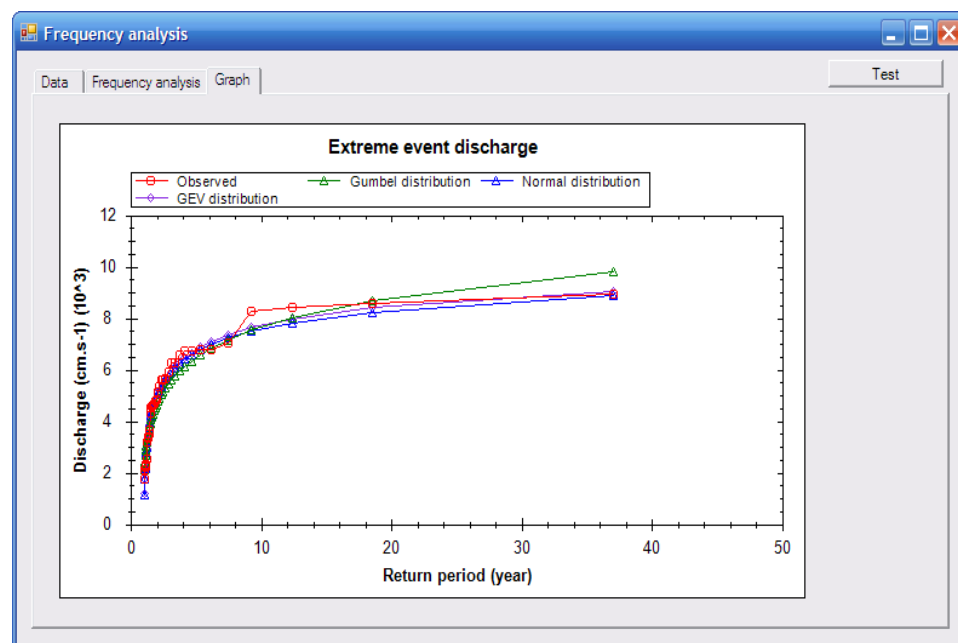 Frequency analysis
Test
Data Frequency analysis Graph
Extreme event discharge
Observed Gumbel distribution Normal distribution
GEV distribution
12
10
8
6
4
2
0
Discharge (cm.s-1) (10^3)
0 10 20 30 40 50
Return period (year)